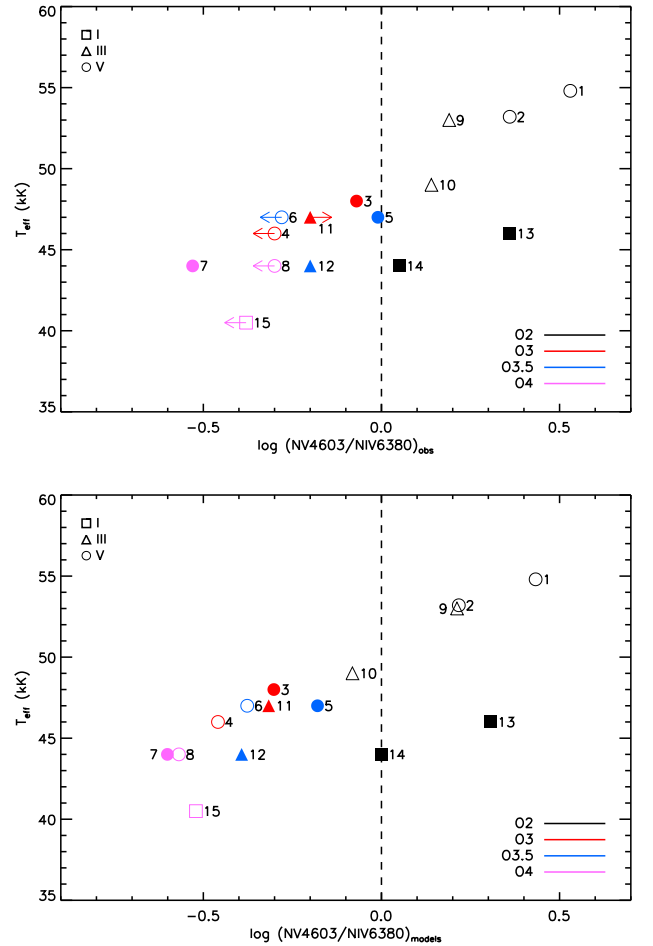 60
55
50
45
40
35
T_eff (kK)
I
III
V
1
2
9
10
3
5
6
11
4
13
7
8
12
14
15
O2
O3
O3.5
O4
−0.5
0.0
0.5
log (NV4603/NIV6380)_obs
60
55
50
45
40
35
T_eff (kK)
I
III
V
1
9
2
10
3
6
11
5
4
13
7
8
12
14
15
O2
O3
O3.5
O4
−0.5
0.0
0.5
log (NV4603/NIV6380)_models